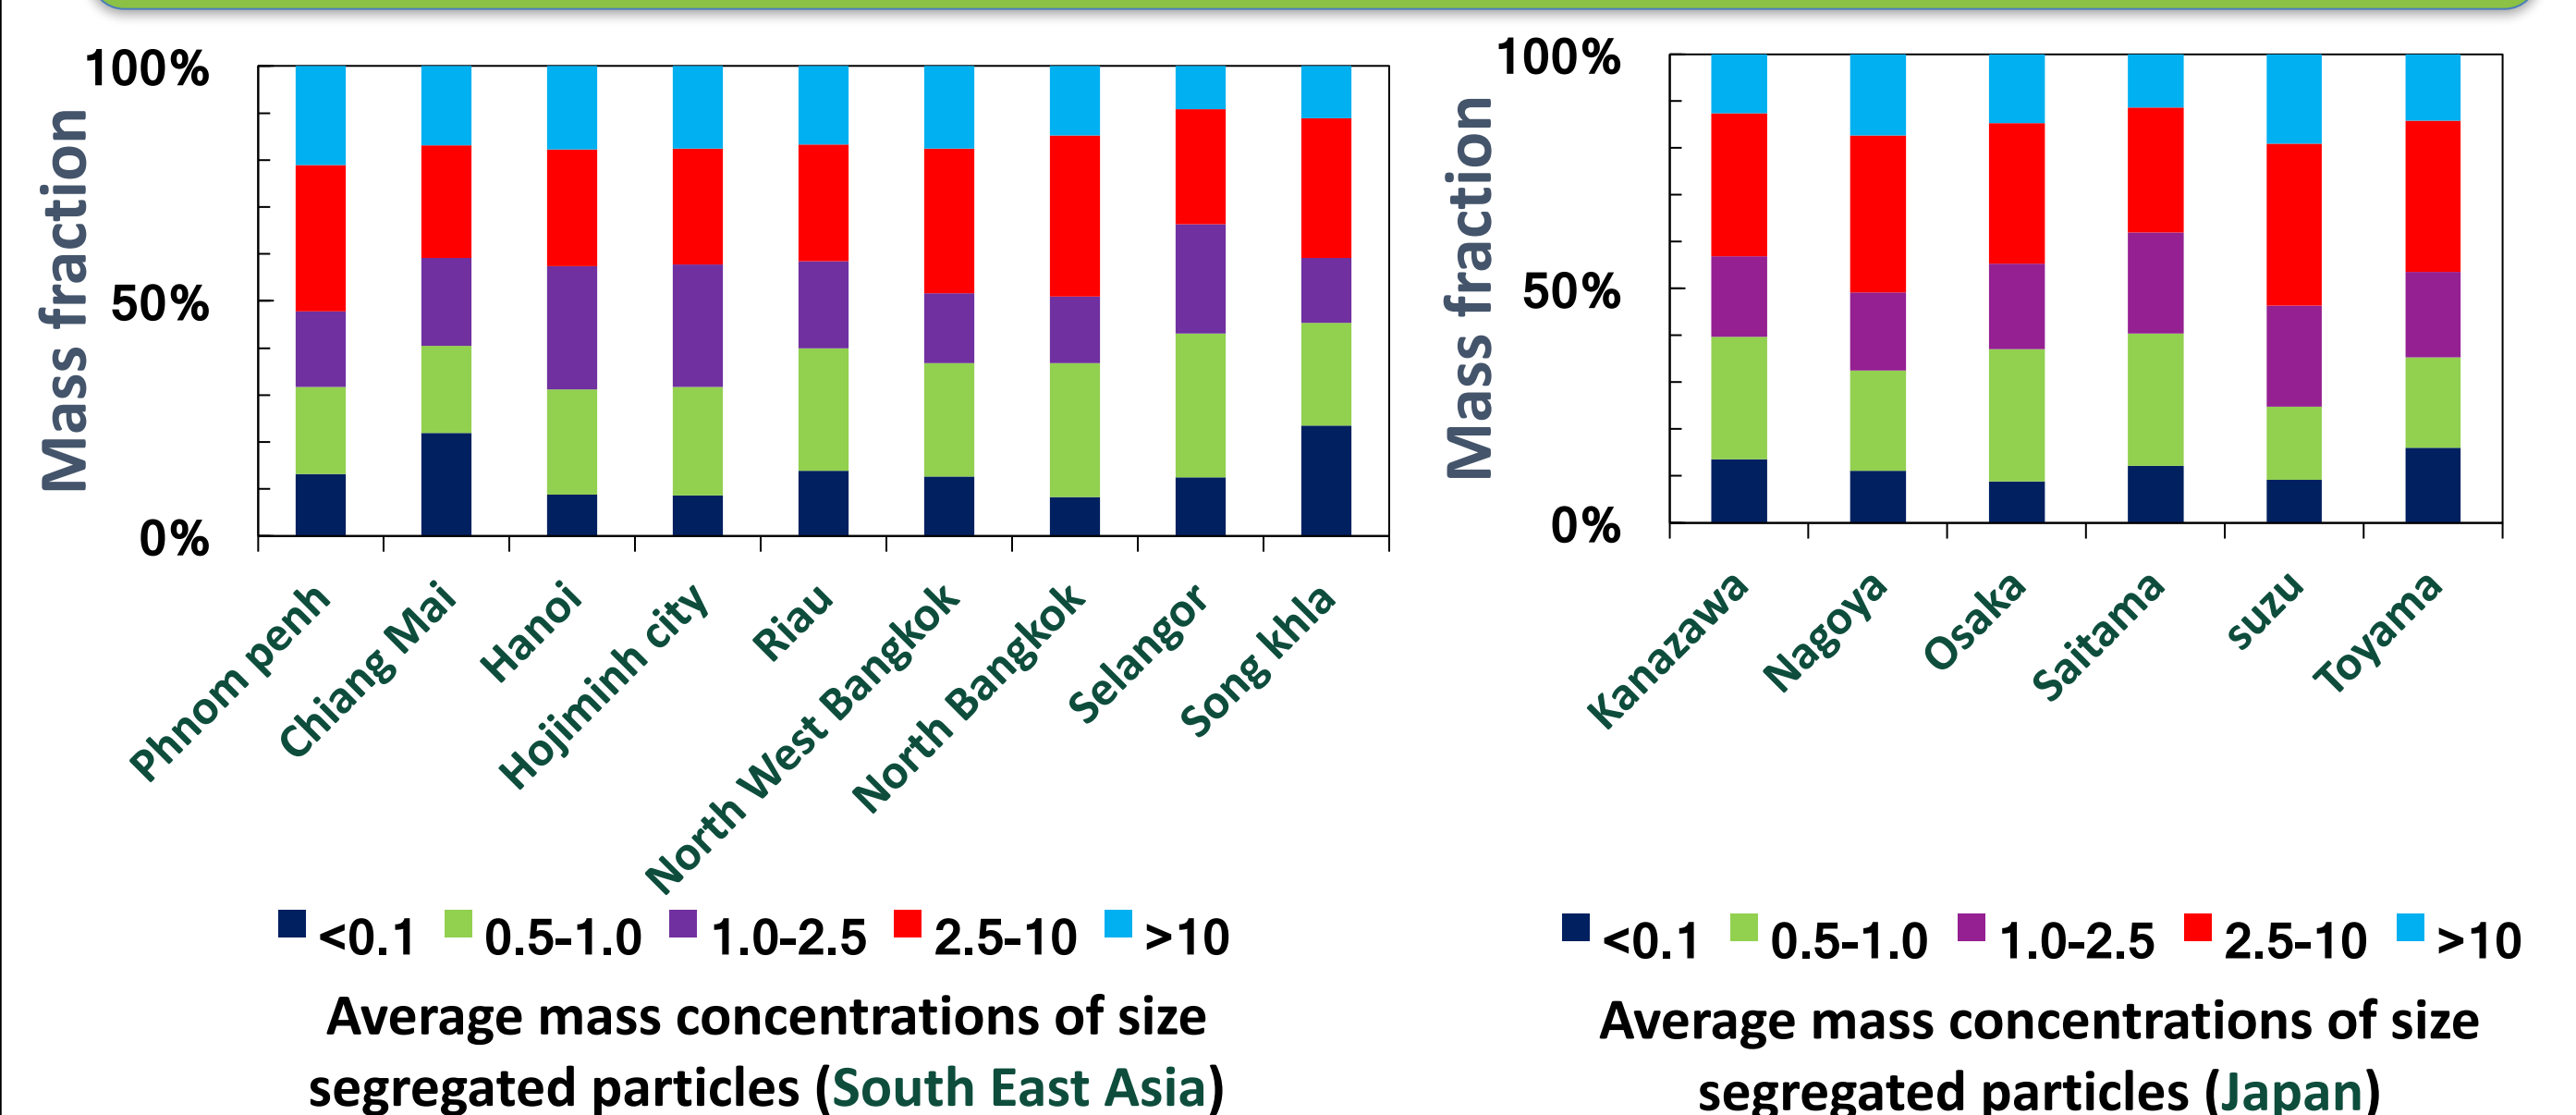 100%
50%
0%
Mass fraction
Phnom penh
Chiang Mai
Hanoi
Hojiminh city
Riau
North West Bangkok
North Bangkok
Selangor
Song khla
<0.1 0.5-1.0 1.0-2.5 2.5-10 >10
Average mass concentrations of size
segregated particles (South East Asia)
100%
50%
0%
Mass fraction
Kanazawa
Nagoya
Osaka
Saitama
suzu
Toyama
<0.1 0.5-1.0 1.0-2.5 2.5-10 >10
Average mass concentrations of size
segregated particles (Japan)